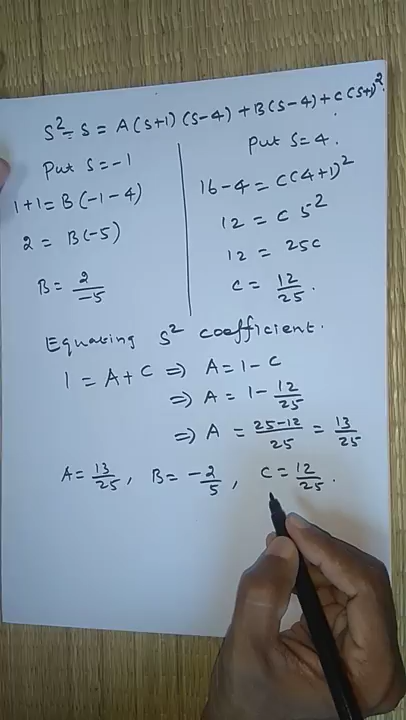 S²-S = A(S+1)(S-4) + B(S-4) + C(S+1)²
Put S=-1
1+1 = B(-1-4)
2 = B(-5)
B = 2/-5
Put S=4.
16-4 = C(4+1)²
12 = C 5²
12 = 25C
C = 12/25.
Equating S² coefficient.
1 = A+C ⇒ A = 1-C
⇒ A = 1 - 12/25
⇒ A = 25-12/25 = 13/25
A = 13/25, B = -2/5, C = 12/25.